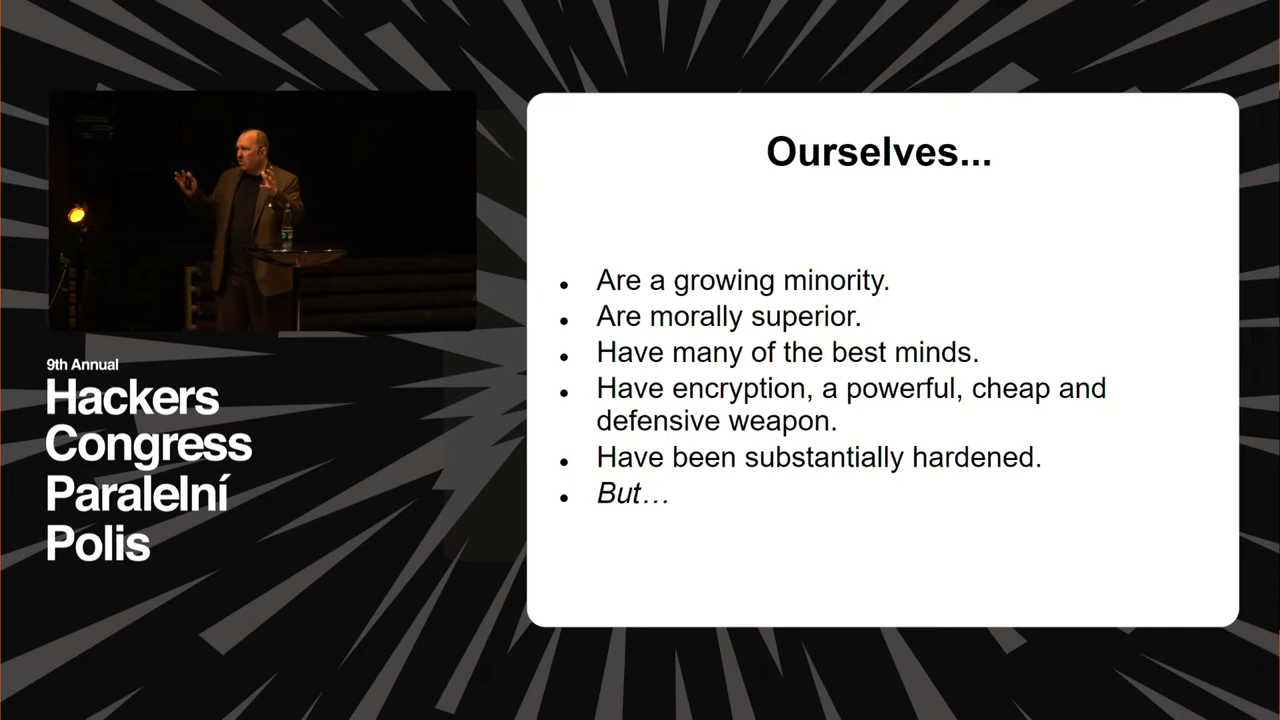 9th Annual
Hackers
Congress
Paralelní
Polis
Ourselves...
• Are a growing minority.
• Are morally superior.
• Have many of the best minds.
• Have encryption, a powerful, cheap and
defensive weapon.
• Have been substantially hardened.
• But…